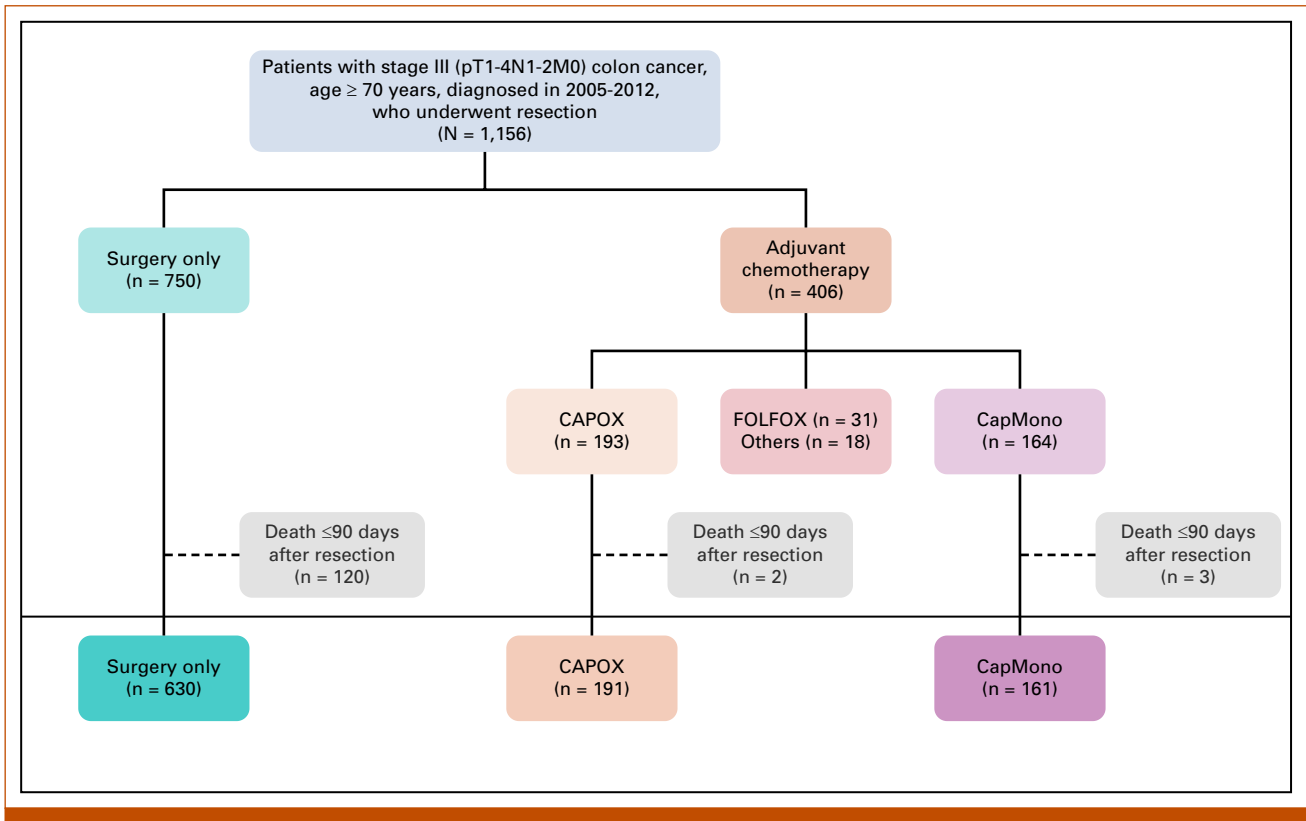 Patients with stage III (pT1-4N1-2M0) colon cancer,
age ≥ 70 years, diagnosed in 2005-2012,
who underwent resection
(N = 1,156)
Surgery only
(n = 750)
Adjuvant
chemotherapy
(n = 406)
CAPOX
(n = 193)
FOLFOX (n = 31)
Others (n = 18)
CapMono
(n = 164)
Death ≤90 days
after resection
(n = 120)
Death ≤90 days
after resection
(n = 2)
Death ≤90 days
after resection
(n = 3)
Surgery only
(n = 630)
CAPOX
(n = 191)
CapMono
(n = 161)